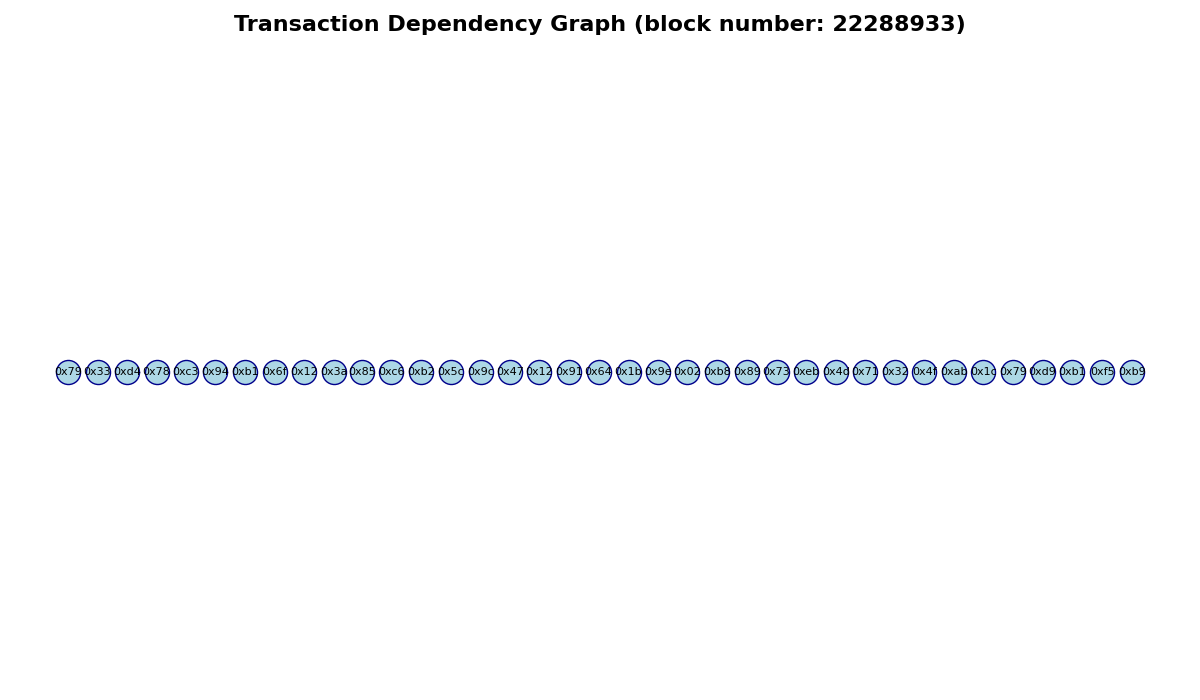 Transaction Dependency Graph (block number: 22288933)
0x79 0x33 0xd4 0x78 0xc3 0x94 0xb1 0x6f 0x12 0x3a 0x85 0xc6 0xb2 0x5c 0x9c 0x47 0x12 0x91 0x64 0x1b 0x9e 0x02 0xb8 0x89 0x73 0xeb 0x4d 0x71 0x32 0x4f 0xab 0x1c 0x79 0xd9 0xb1 0xf5 0xb9